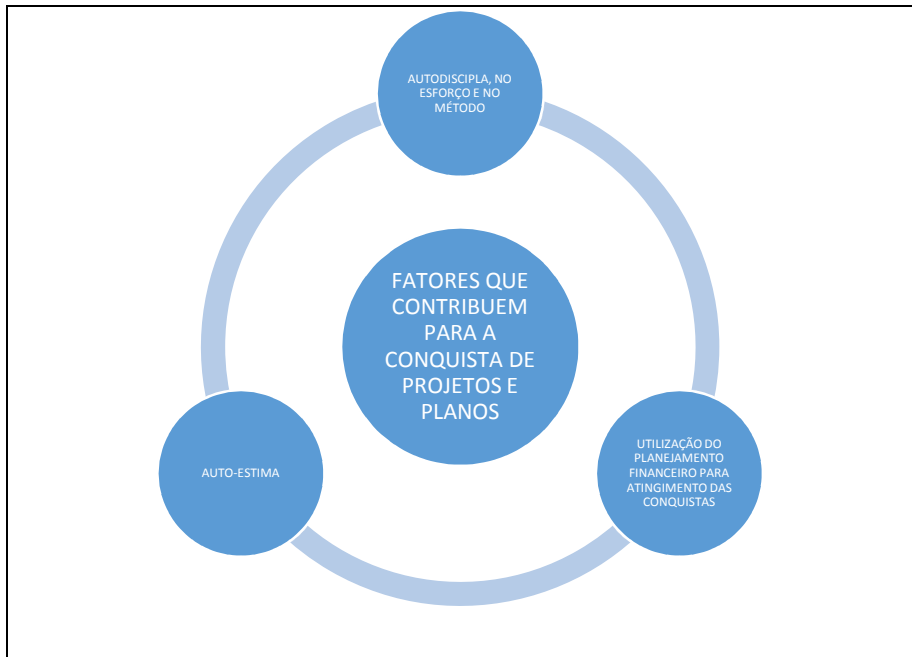 AUTODISCIPLA, NO
ESFORÇO E NO
MÉTODO
FATORES QUE
CONTRIBUEM
PARA A
CONQUISTA DE
PROJETOS E
PLANOS
AUTO-ESTIMA
UTILIZAÇÃO DO
PLANEJAMENTO
FINANCEIRO PARA
ATINGIMENTO DAS
CONQUISTAS